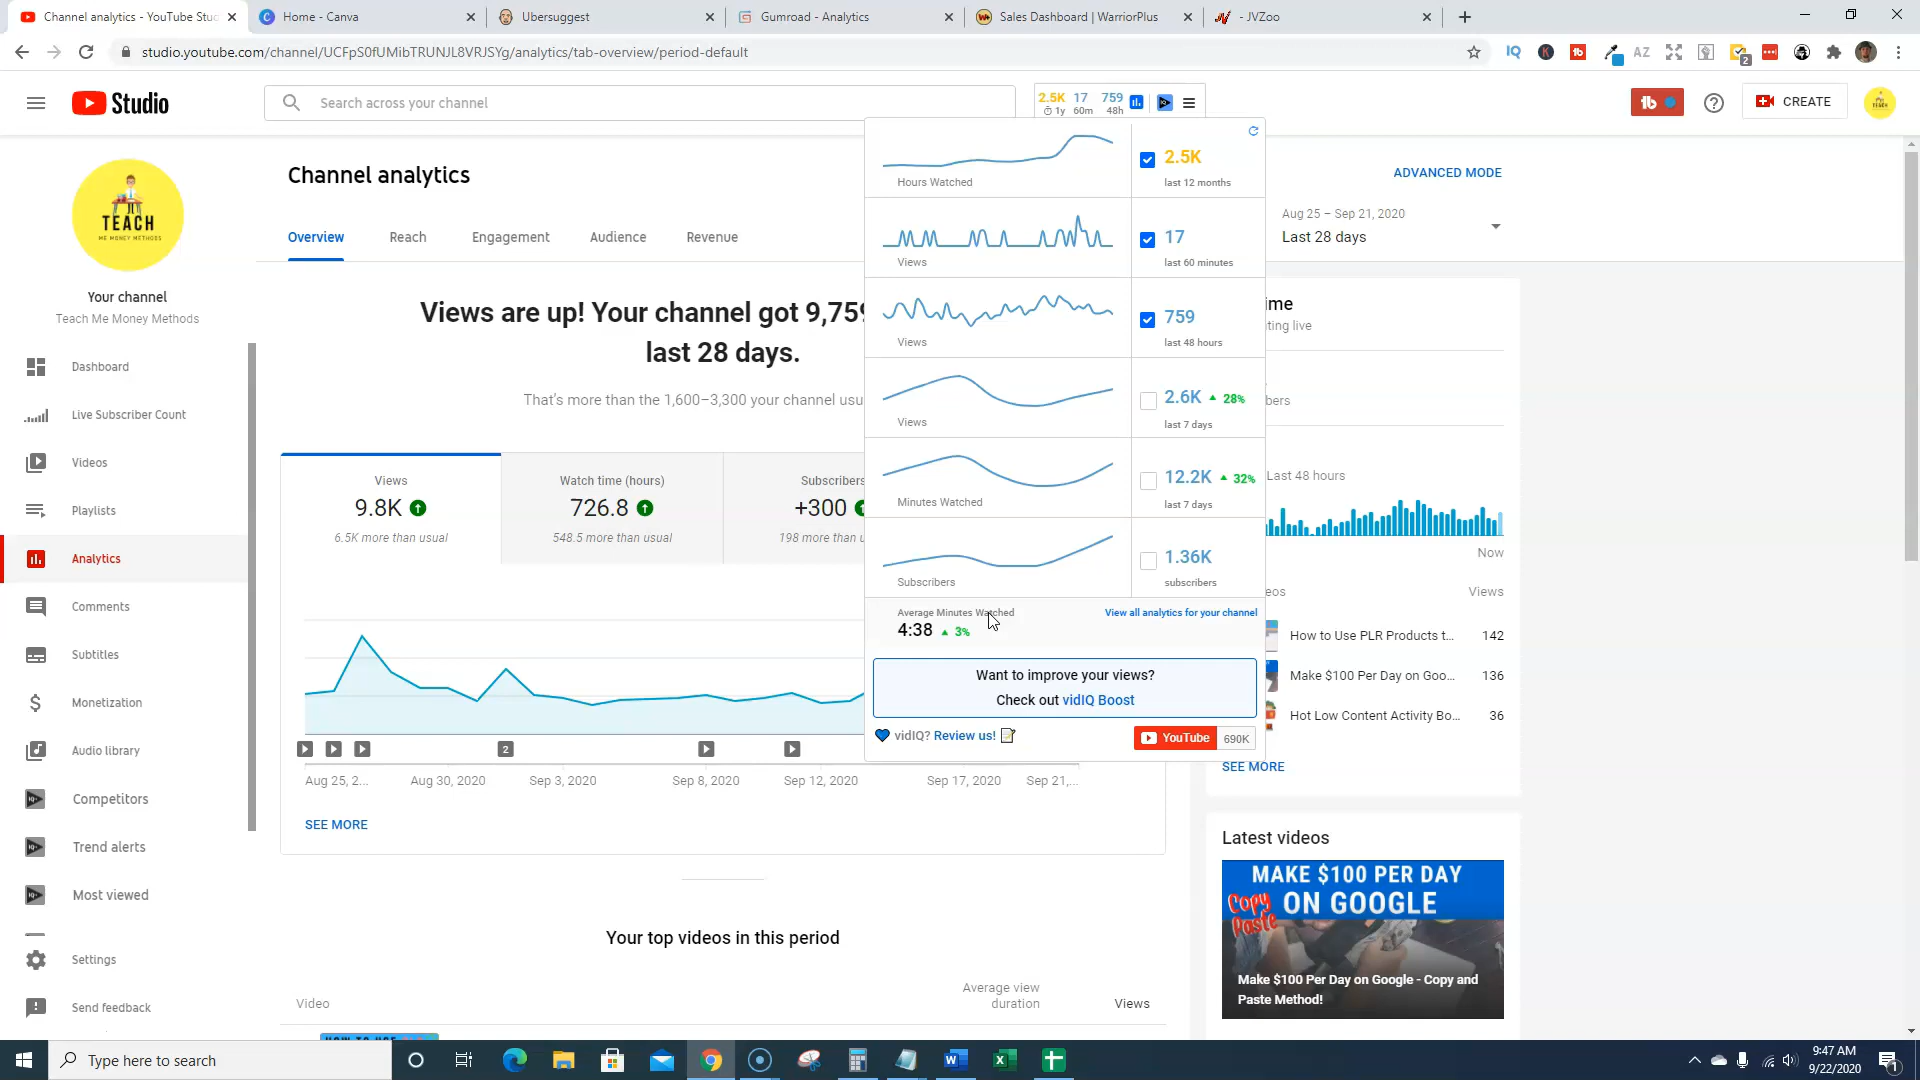 Channel analytics - YouTube Stu
Home - Canva
Ubersuggest
Gumroad - Analytics
Sales Dashboard | WarriorPlus
- JVZoo
studio.youtube.com/channel/UCFpS0fUMibTRUNJL8VRJSYg/analytics/tab-overview/period-default
Studio
Search across your channel
2.5K 17 759
1y 60m 48h
CREATE
TEACH
ME MONEY METHODS
Your channel
Teach Me Money Methods
Dashboard
Live Subscriber Count
Videos
Playlists
Analytics
Comments
Subtitles
Monetization
Audio library
Competitors
Trend alerts
Most viewed
Settings
Send feedback
Channel analytics
ADVANCED MODE
Overview
Reach
Engagement
Audience
Revenue
Aug 25 – Sep 21, 2020
Last 28 days
Views are up! Your channel got 9,759
last 28 days.
That's more than the 1,600–3,300 your channel usu
Views
9.8K
6.5K more than usual
Watch time (hours)
726.8
548.5 more than usual
Subscribers
+300
198 more than u
2
Aug 25, 2...
Aug 30, 2020
Sep 3, 2020
Sep 8, 2020
Sep 12, 2020
Sep 17, 2020
Sep 21,...
SEE MORE
Your top videos in this period
Video
Average view
duration
Views
Hours Watched
2.5K
last 12 months
Views
17
last 60 minutes
Views
759
last 48 hours
Views
2.6K 28%
last 7 days
Minutes Watched
12.2K 32%
last 7 days
Subscribers
1.36K
subscribers
Average Minutes Watched
4:38 3%
View all analytics for your channel
Want to improve your views?
Check out vidIQ Boost
vidIQ? Review us!
YouTube 690K
ime
ting live
bers
Last 48 hours
Now
eos
Views
How to Use PLR Products t... 142
Make $100 Per Day on Goo... 136
Hot Low Content Activity Bo... 36
SEE MORE
Latest videos
MAKE $100 PER DAY
ON GOOGLE
Copy
Paste
Make $100 Per Day on Google - Copy and
Paste Method!
Type here to search
9:47 AM
9/22/2020